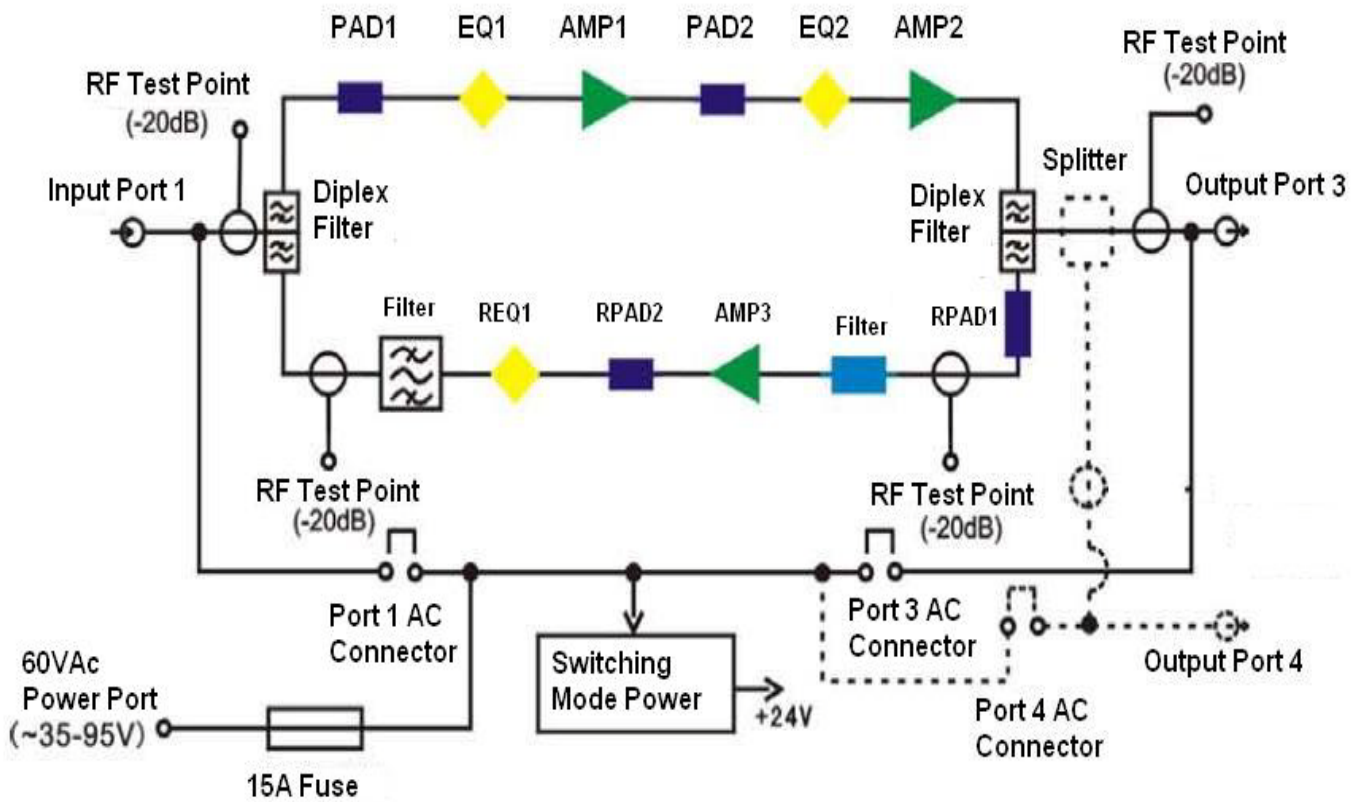 PAD1 EQ1 AMP1 PAD2 EQ2 AMP2
RF Test Point
(-20dB)
RF Test Point
(-20dB)
Splitter
Input Port 1
Diplex
Filter
Diplex
Filter
Output Port 3
Filter REQ1 RPAD2 AMP3 Filter RPAD1
RF Test Point
(-20dB)
RF Test Point
(-20dB)
Port 1 AC
Connector
Port 3 AC
Connector
Output Port 4
60VAc
Power Port
(~35-95V)
Switching
Mode Power
+24V
Port 4 AC
Connector
15A Fuse